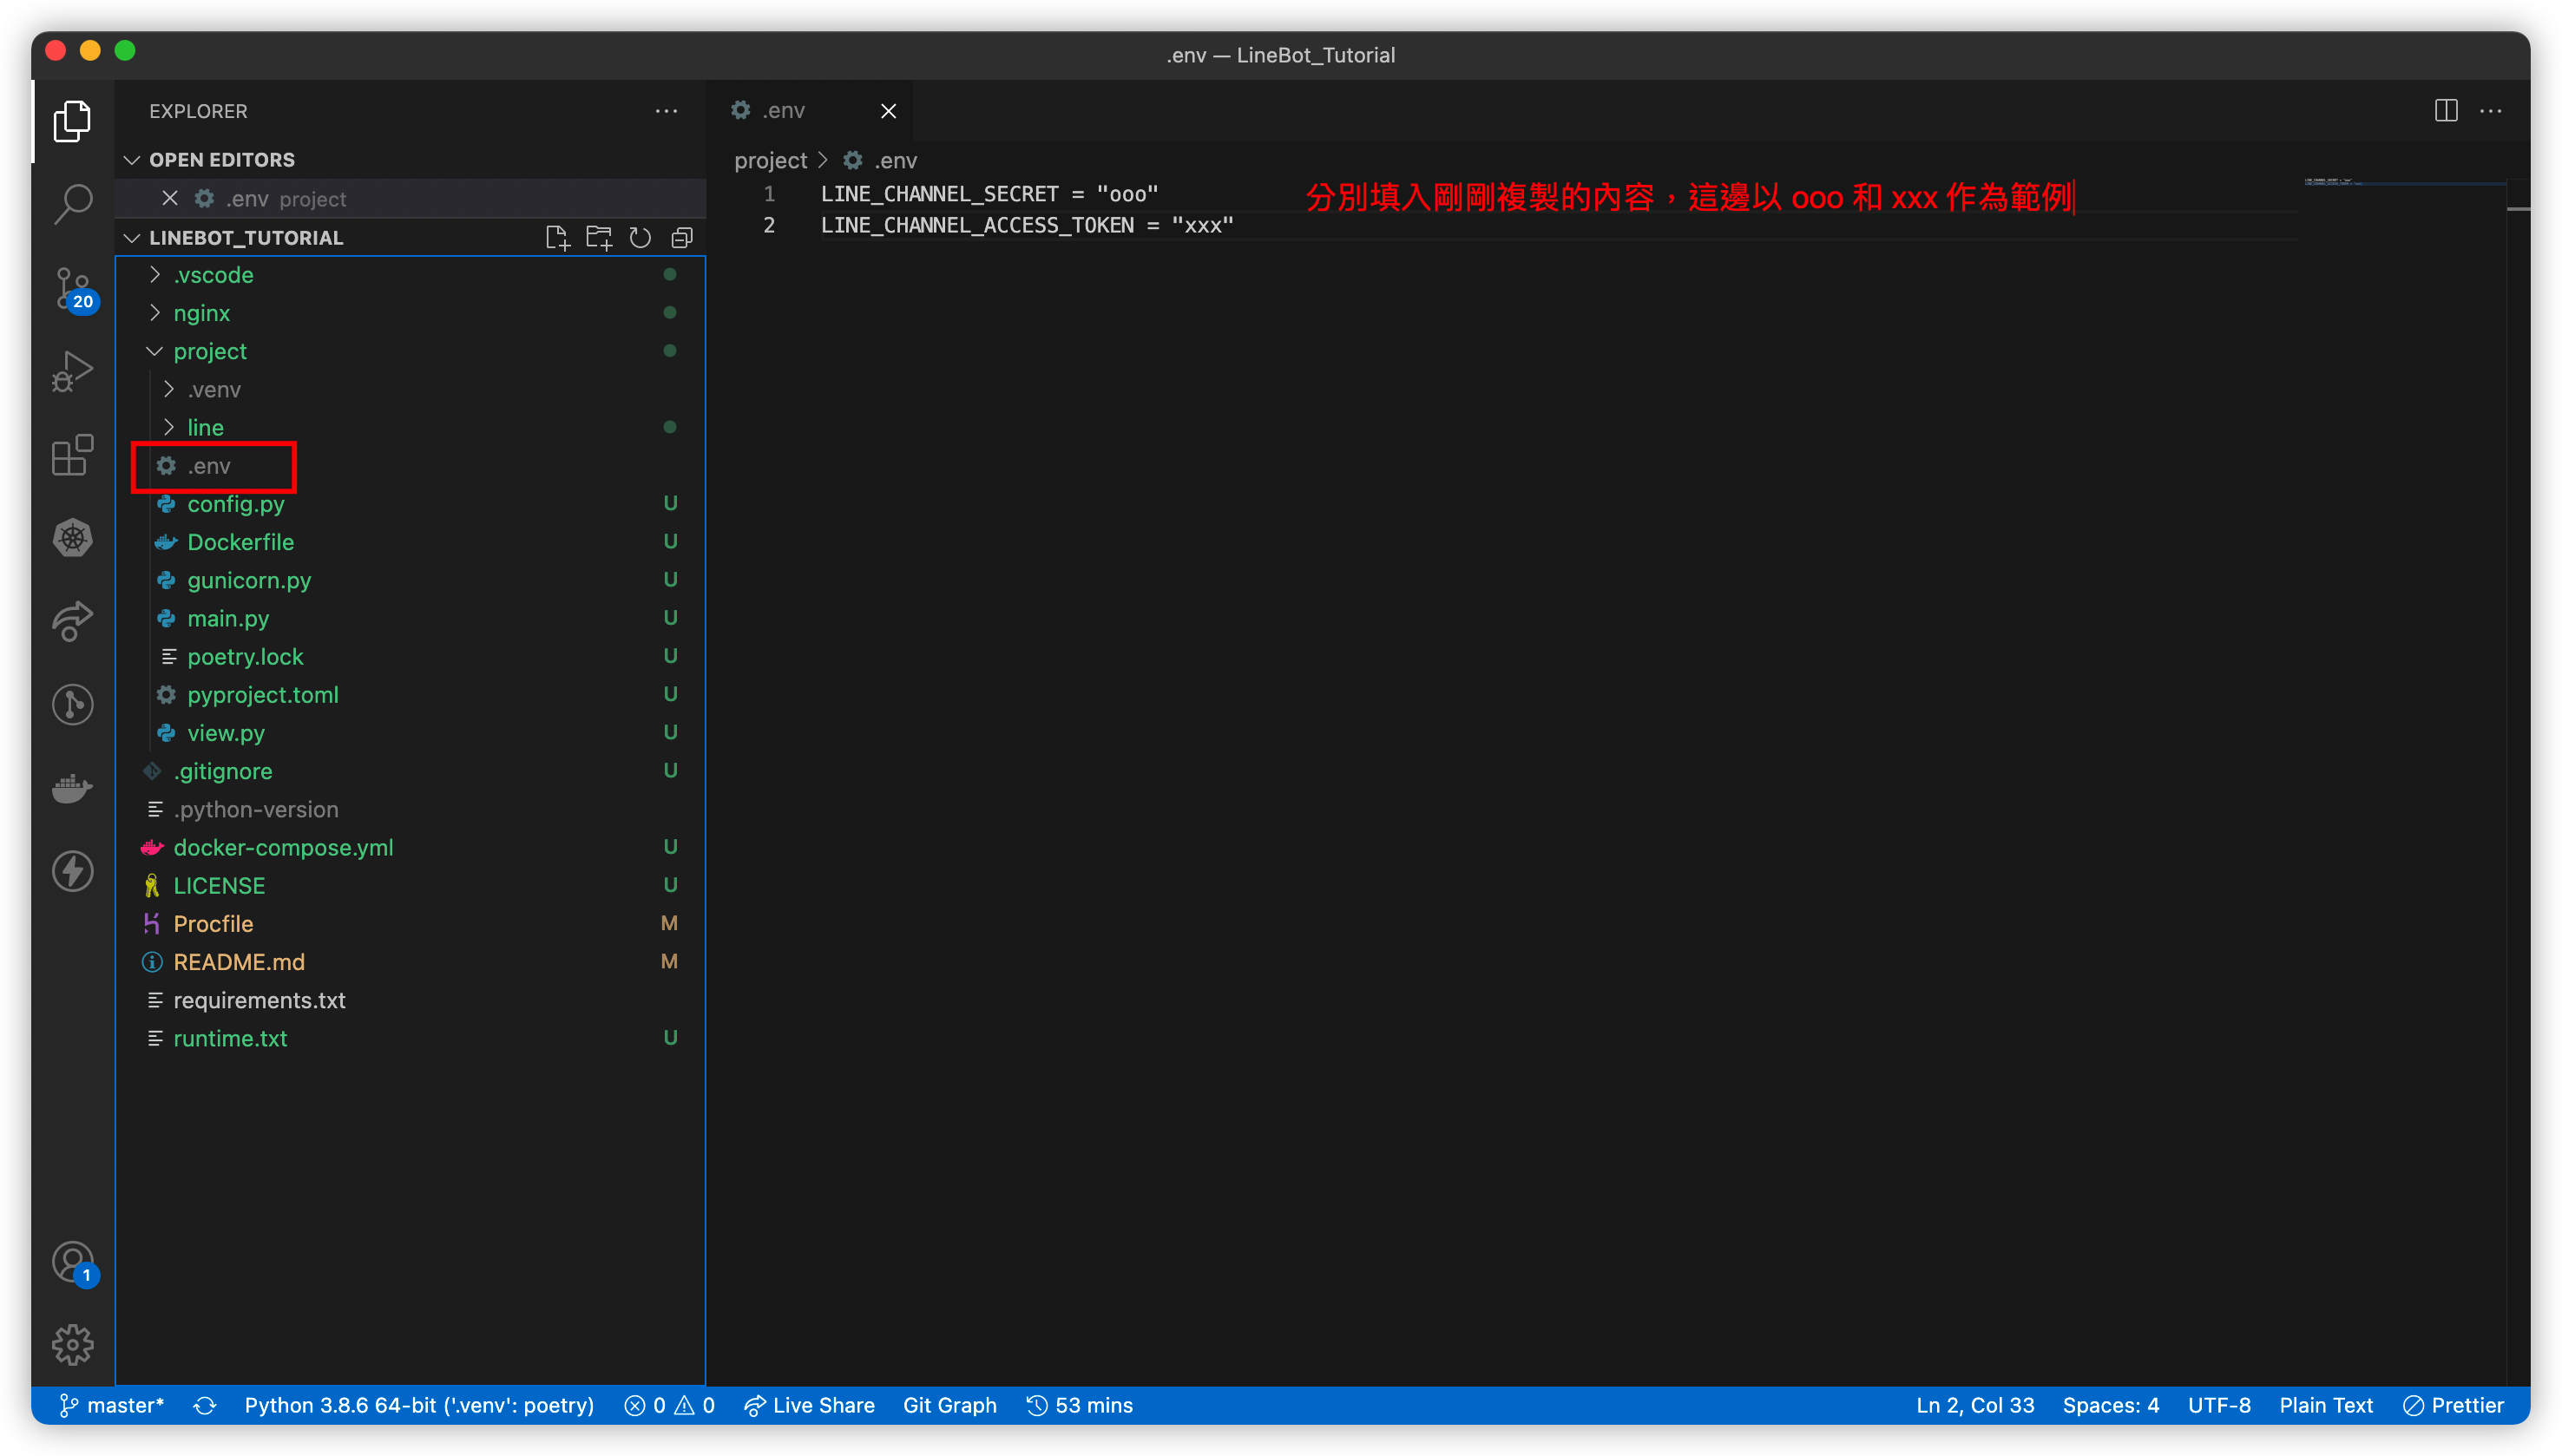 .env — LineBot_Tutorial
EXPLORER
OPEN EDITORS
.env project
LINEBOT_TUTORIAL
.vscode
nginx
project
.venv
line
.env
config.py U
Dockerfile U
gunicorn.py U
main.py U
poetry.lock U
pyproject.toml U
view.py U
.gitignore U
.python-version
docker-compose.yml U
LICENSE U
Procfile M
README.md M
requirements.txt
runtime.txt U
20
1
.env
project > .env
1 LINE_CHANNEL_SECRET = "ooo"
2 LINE_CHANNEL_ACCESS_TOKEN = "xxx"
分別填入剛剛複製的內容，這邊以 ooo 和 xxx 作為範例
master* Python 3.8.6 64-bit ('.venv': poetry) 0 0 Live Share Git Graph 53 mins Ln 2, Col 33 Spaces: 4 UTF-8 Plain Text Prettier